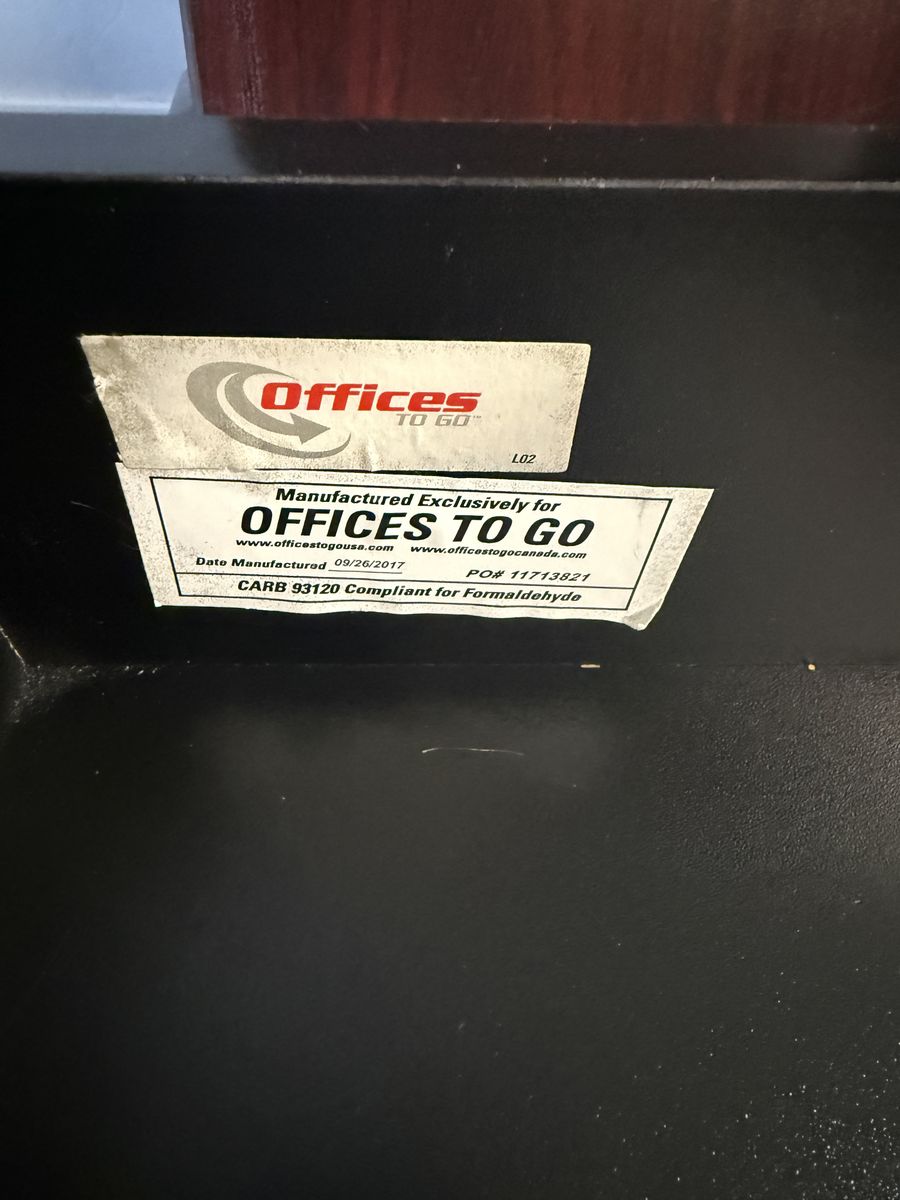 Offices
TO GO™
L02
Manufactured Exclusively for
OFFICES TO GO
www.officestogousa.com www.officestogocanada.com
Date Manufactured 09/26/2017 PO# 11713821
CARB 93120 Compliant for Formaldehyde